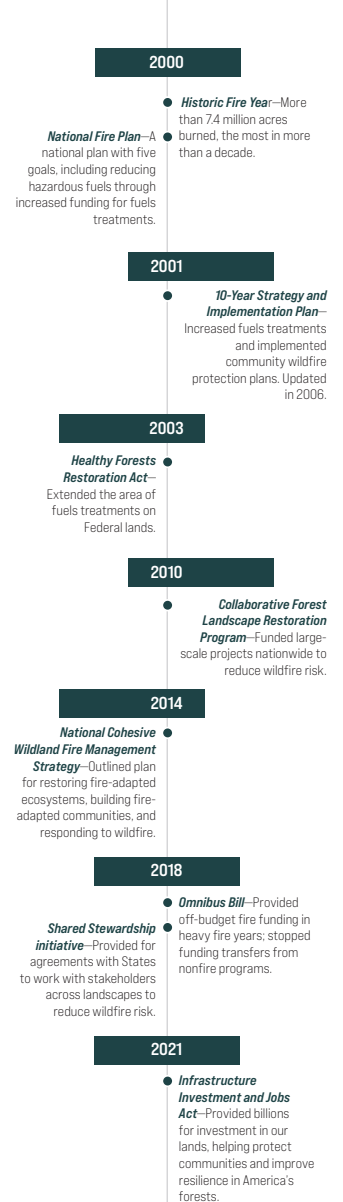 2000
Historic Fire Year—More
than 7.4 million acres
burned, the most in more
than a decade.
National Fire Plan—A
national plan with five
goals, including reducing
hazardous fuels through
increased funding for fuels
treatments.
2001
10-Year Strategy and
Implementation Plan—
Increased fuels treatments
and implemented
community wildfire
protection plans. Updated
in 2006.
2003
Healthy Forests
Restoration Act—
Extended the area of
fuels treatments on
Federal lands.
2010
Collaborative Forest
Landscape Restoration
Program—Funded large-
scale projects nationwide to
reduce wildfire risk.
2014
National Cohesive
Wildland Fire Management
Strategy—Outlined plan
for restoring fire-adapted
ecosystems, building fire-
adapted communities, and
responding to wildfire.
2018
Omnibus Bill—Provided
off-budget fire funding in
heavy fire years; stopped
funding transfers from
nonfire programs.
Shared Stewardship
initiative—Provided for
agreements with States
to work with stakeholders
across landscapes to
reduce wildfire risk.
2021
Infrastructure
Investment and Jobs
Act—Provided billions
for investment in our
lands, helping protect
communities and improve
resilience in America's
forests.